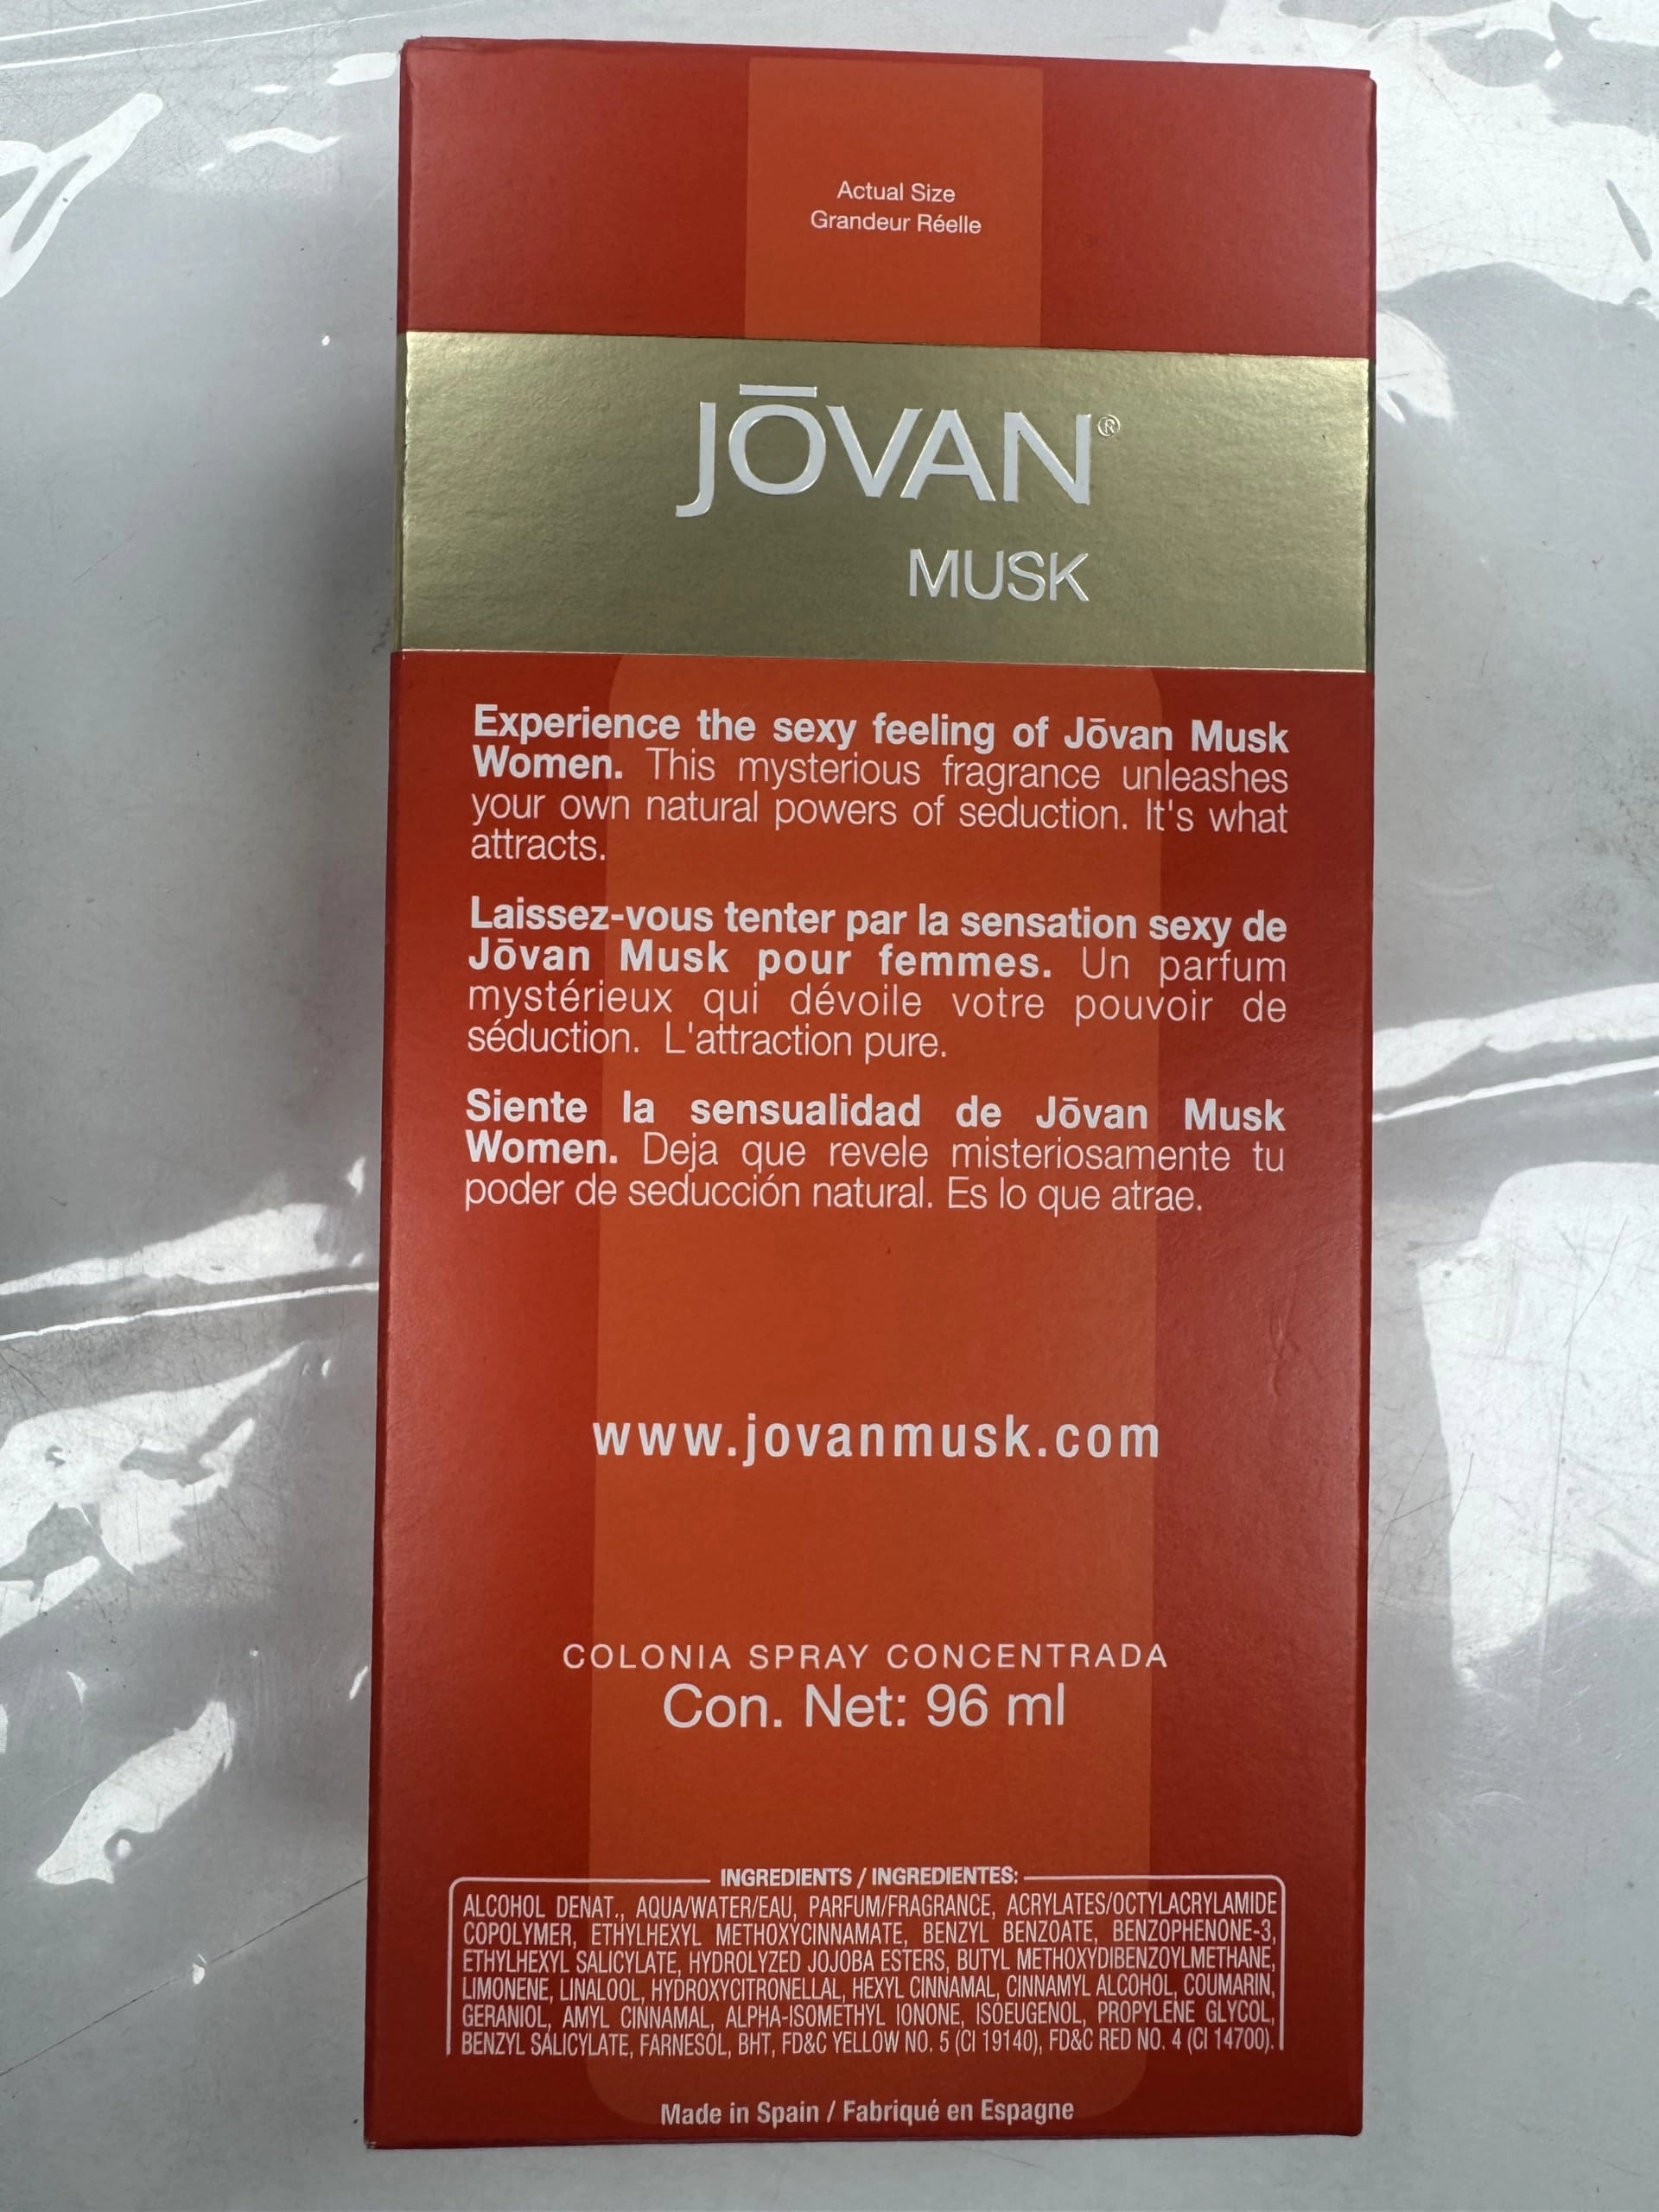 Actual Size
Grandeur Réelle
JŌVAN®
MUSK
Experience the sexy feeling of Jōvan Musk
Women. This mysterious fragrance unleashes
your own natural powers of seduction. It's what
attracts.
Laissez-vous tenter par la sensation sexy de
Jōvan Musk pour femmes. Un parfum
mystérieux qui dévoile votre pouvoir de
séduction. L'attraction pure.
Siente la sensualidad de Jōvan Musk
Women. Deja que revele misteriosamente tu
poder de seducción natural. Es lo que atrae.
www.jovanmusk.com
COLONIA SPRAY CONCENTRADA
Con. Net: 96 ml
INGREDIENTS / INGREDIENTES:
ALCOHOL DENAT., AQUA/WATER/EAU, PARFUM/FRAGRANCE, ACRYLATES/OCTYLACRYLAMIDE
COPOLYMER, ETHYLHEXYL METHOXYCINNAMATE, BENZYL BENZOATE, BENZOPHENONE-3,
ETHYLHEXYL SALICYLATE, HYDROLYZED JOJOBA ESTERS, BUTYL METHOXYDIBENZOYLMETHANE,
LIMONENE, LINALOOL, HYDROXYCITRONELLAL, HEXYL CINNAMAL, CINNAMYL ALCOHOL, COUMARIN,
GERANIOL, AMYL CINNAMAL, ALPHA-ISOMETHYL IONONE, ISOEUGENOL, PROPYLENE GLYCOL,
BENZYL SALICYLATE, FARNESOL, BHT, FD&C YELLOW NO. 5 (CI 19140), FD&C RED NO. 4 (CI 14700).
Made in Spain / Fabriqué en Espagne